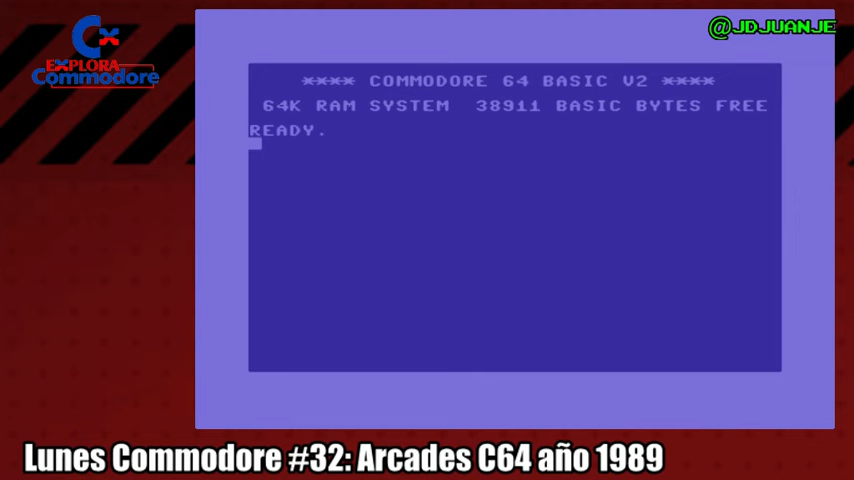 @JDJUANJE
EXPLORA
Commodore
**** COMMODORE 64 BASIC V2 ****
64K RAM SYSTEM 38911 BASIC BYTES FREE
READY.
Lunes Commodore #32: Arcades C64 año 1989